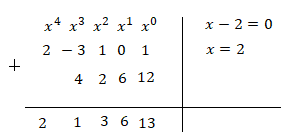 x⁴ x³ x² x¹ x⁰ x − 2 = 0
2 − 3 1 0 1 x = 2
+
4 2 6 12
2 1 3 6 13